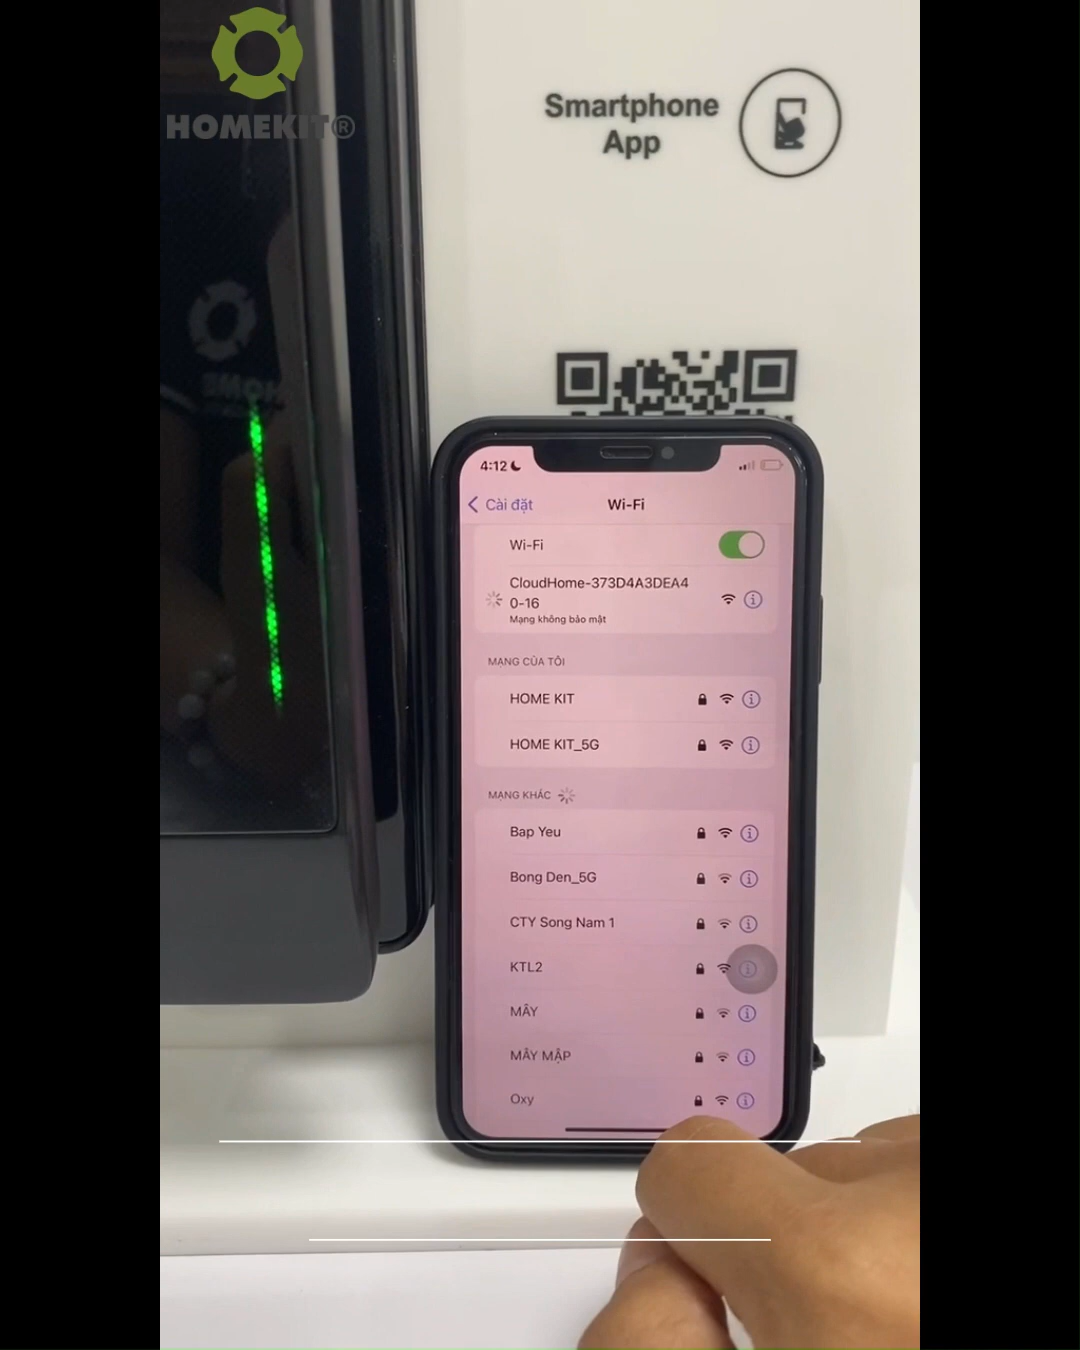 HOMEKIT®
Smartphone
App
4:12
Cài đặt
Wi-Fi
Wi-Fi
CloudHome-373D4A3DEA4
0-16
Mạng không bảo mật
MẠNG CỦA TÔI
HOME KIT
HOME KIT_5G
MẠNG KHÁC
Bap Yeu
Bong Den_5G
CTY Song Nam 1
KTL2
MÂY
MÂY MẬP
Oxy